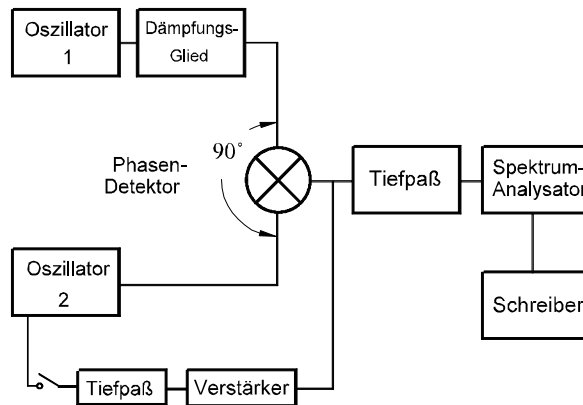 Oszillator
1
Dämpfungs-
Glied
90°
Phasen-
Detektor
Tiefpaß
Spektrum-
Analysator
Oszillator
2
Schreiber
Tiefpaß
Verstärker